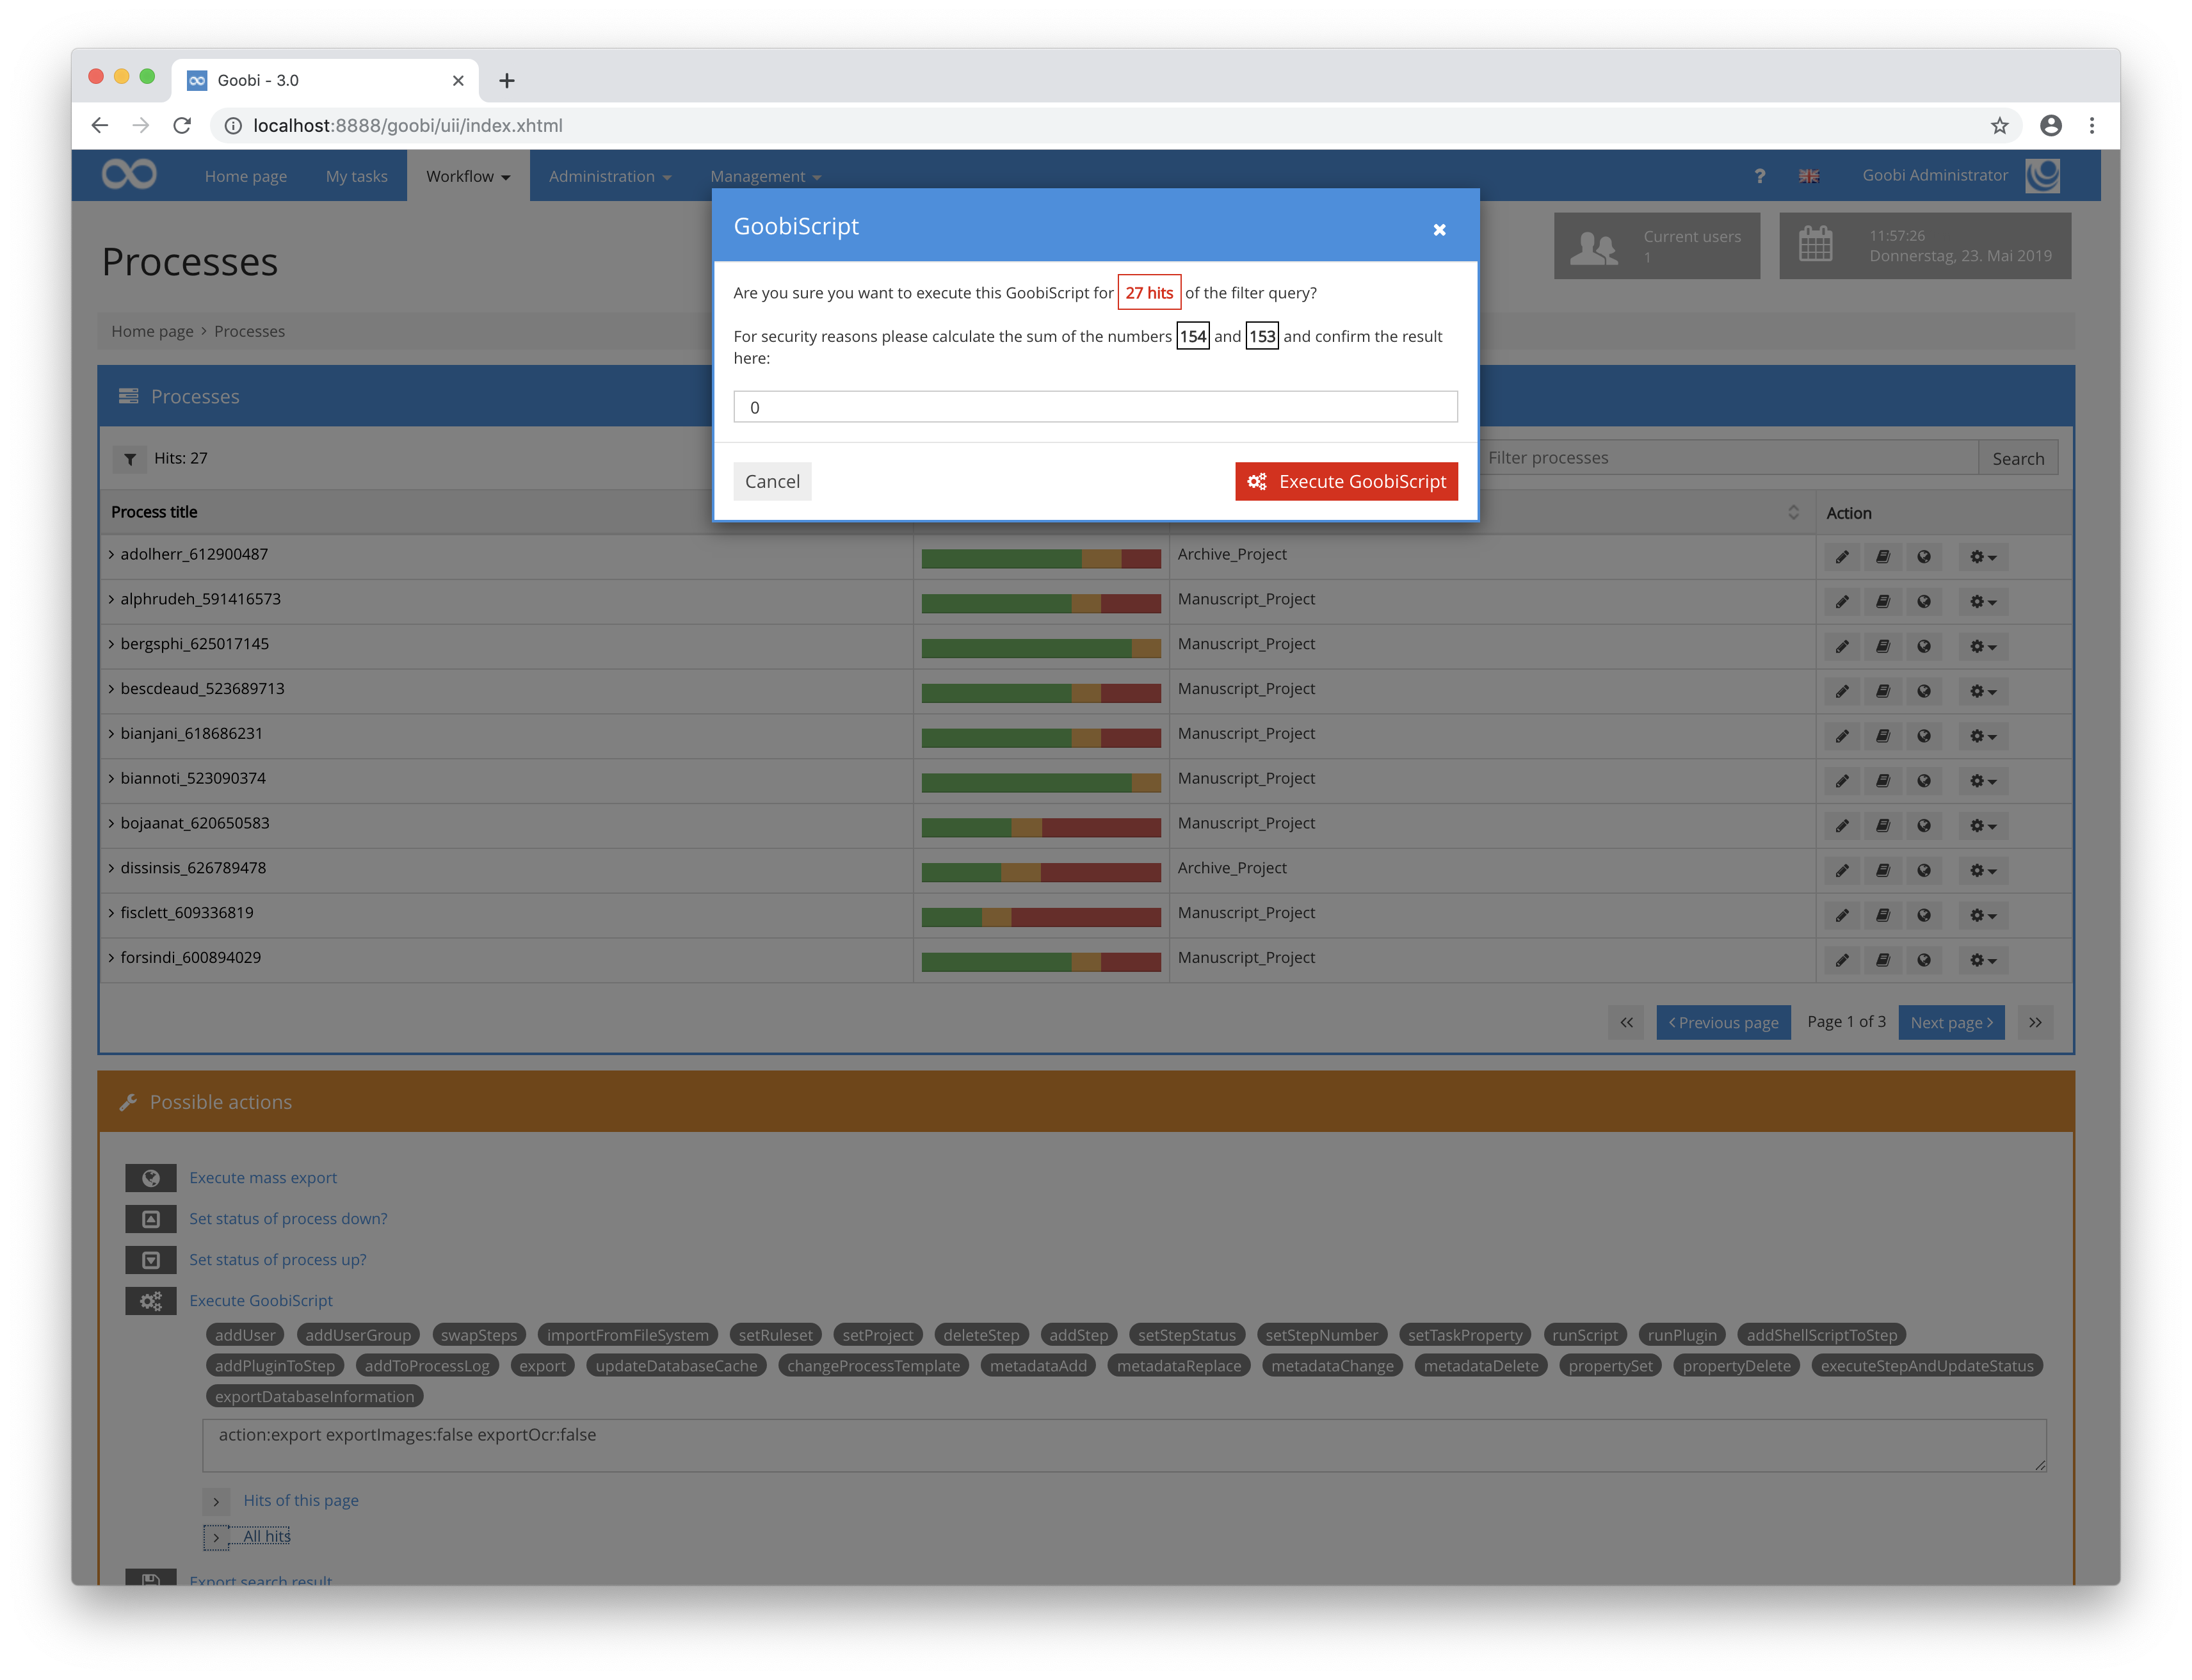 Goobi - 3.0
localhost:8888/goobi/uii/index.xhtml
Home page My tasks Workflow Administration Management ? Goobi Administrator
GoobiScript
Processes
Current users
1
11:57:26
Donnerstag, 23. Mai 2019
Are you sure you want to execute this GoobiScript for 27 hits of the filter query?
For security reasons please calculate the sum of the numbers 154 and 153 and confirm the result
here:
0
Cancel Execute GoobiScript
Home page > Processes
Processes
Hits: 27 Filter processes Search
Process title Action
adolherr_612900487 Archive_Project
alphrudeh_591416573 Manuscript_Project
bergsphi_625017145 Manuscript_Project
bescdeaud_523689713 Manuscript_Project
bianjani_618686231 Manuscript_Project
biannoti_523090374 Manuscript_Project
bojaanat_620650583 Manuscript_Project
dissinsis_626789478 Archive_Project
fisclett_609336819 Manuscript_Project
forsindi_600894029 Manuscript_Project
Previous page Page 1 of 3 Next page
Possible actions
Execute mass export
Set status of process down?
Set status of process up?
Execute GoobiScript
addUser addUserGroup swapSteps importFromFileSystem setRuleset setProject deleteStep addStep setStepStatus setStepNumber setTaskProperty runScript runPlugin addShellScriptToStep
addPluginToStep addToProcessLog export updateDatabaseCache changeProcessTemplate metadataAdd metadataReplace metadataChange metadataDelete propertySet propertyDelete executeStepAndUpdateStatus
exportDatabaseInformation
action:export exportImages:false exportOcr:false
Hits of this page
All hits
Export search result